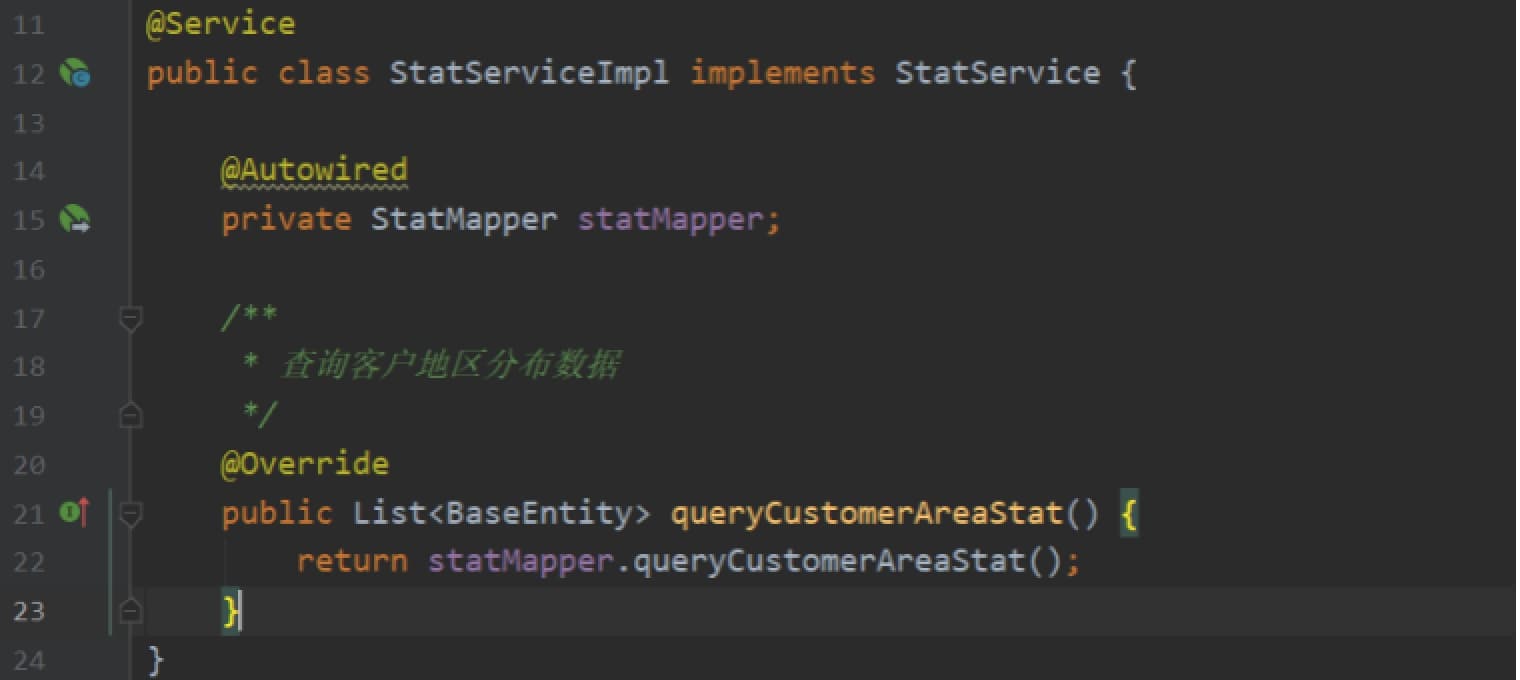 11 @Service
12 public class StatServiceImpl implements StatService {
13
14     @Autowired
15     private StatMapper statMapper;
16
17     /**
18      * 查询客户地区分布数据
19      */
20     @Override
21     public List<BaseEntity> queryCustomerAreaStat() {
22         return statMapper.queryCustomerAreaStat();
23     }
24 }